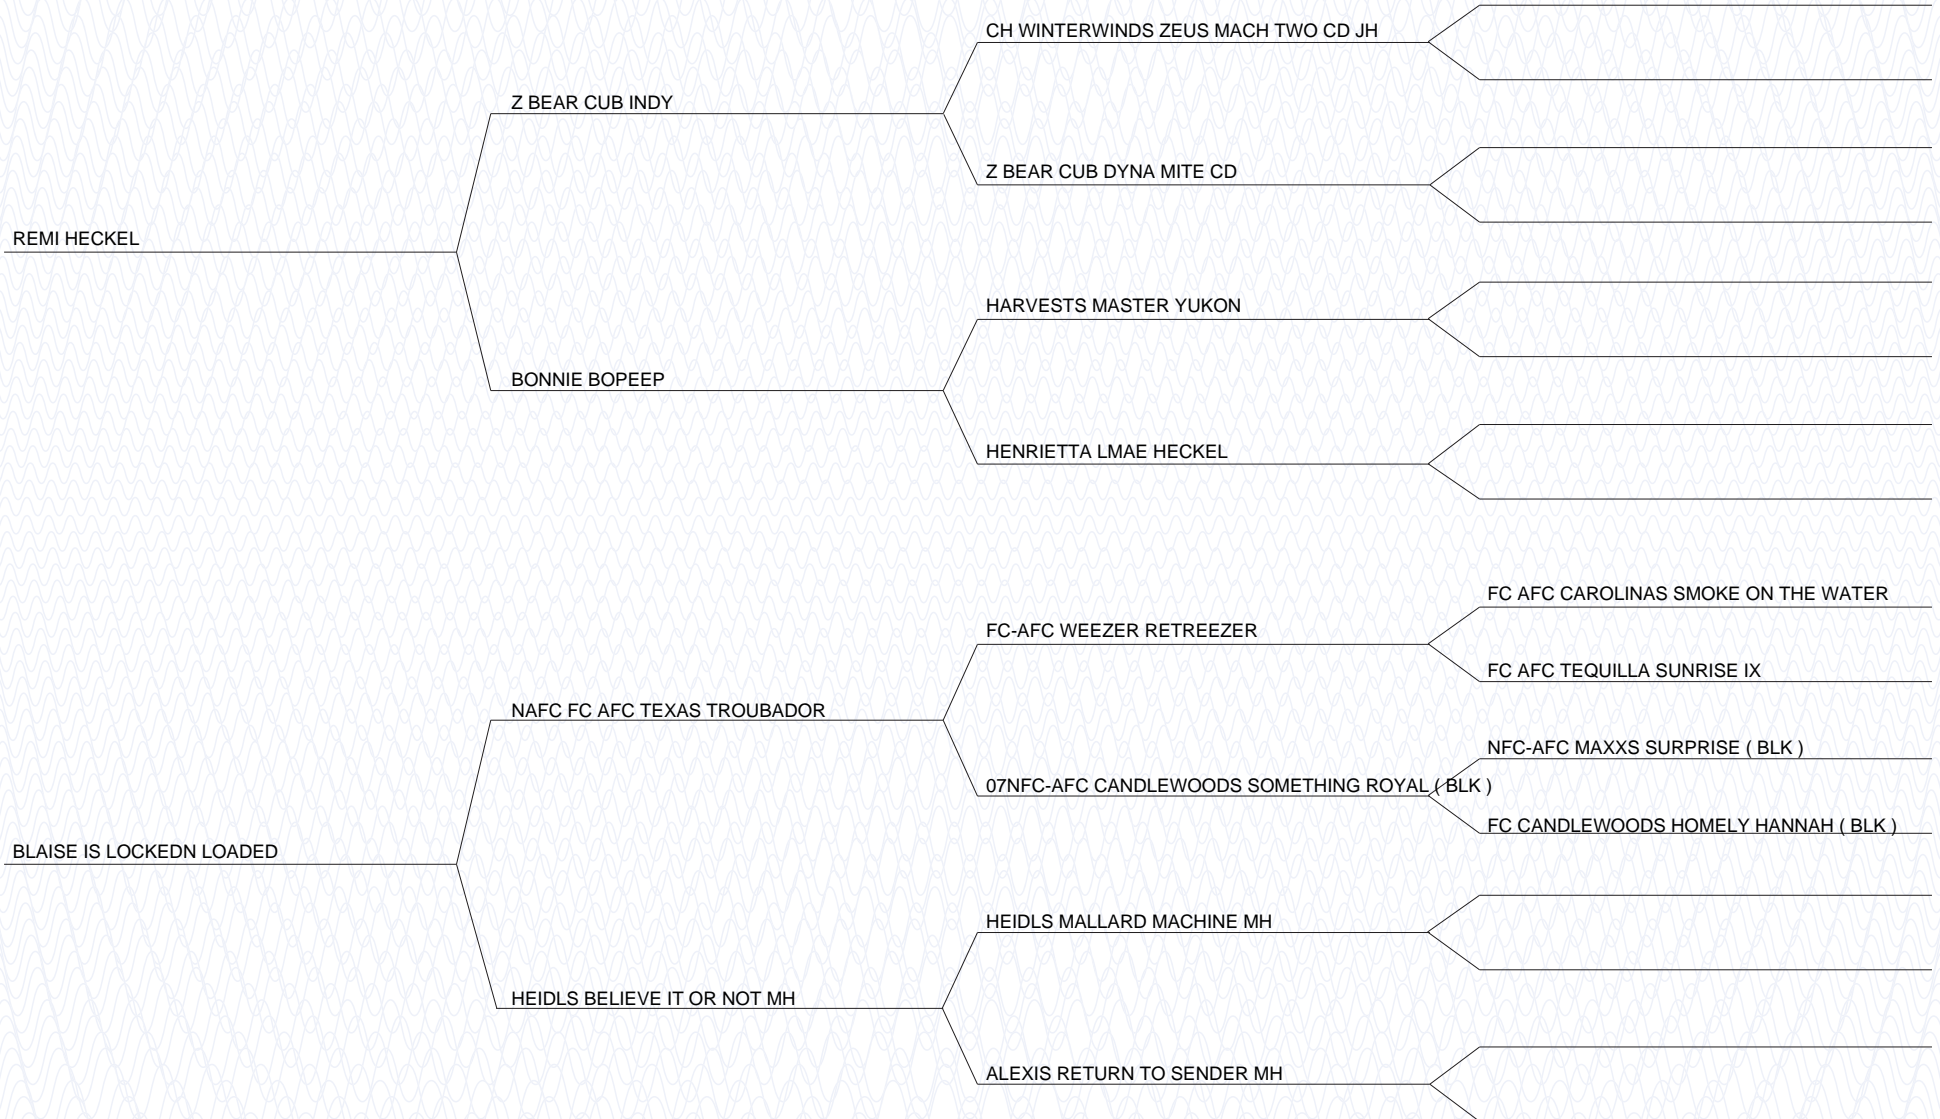 CH WINTERWINDS ZEUS MACH TWO CD JH
Z BEAR CUB INDY
Z BEAR CUB DYNA MITE CD
REMI HECKEL
HARVESTS MASTER YUKON
BONNIE BOPEEP
HENRIETTA LMAE HECKEL
FC AFC CAROLINAS SMOKE ON THE WATER
FC-AFC WEEZER RETREEZER
FC AFC TEQUILLA SUNRISE IX
NAFC FC AFC TEXAS TROUBADOR
NFC-AFC MAXXS SURPRISE ( BLK )
07NFC-AFC CANDLEWOODS SOMETHING ROYAL ( BLK )
FC CANDLEWOODS HOMELY HANNAH ( BLK )
BLAISE IS LOCKEDN LOADED
HEIDLS MALLARD MACHINE MH
HEIDLS BELIEVE IT OR NOT MH
ALEXIS RETURN TO SENDER MH